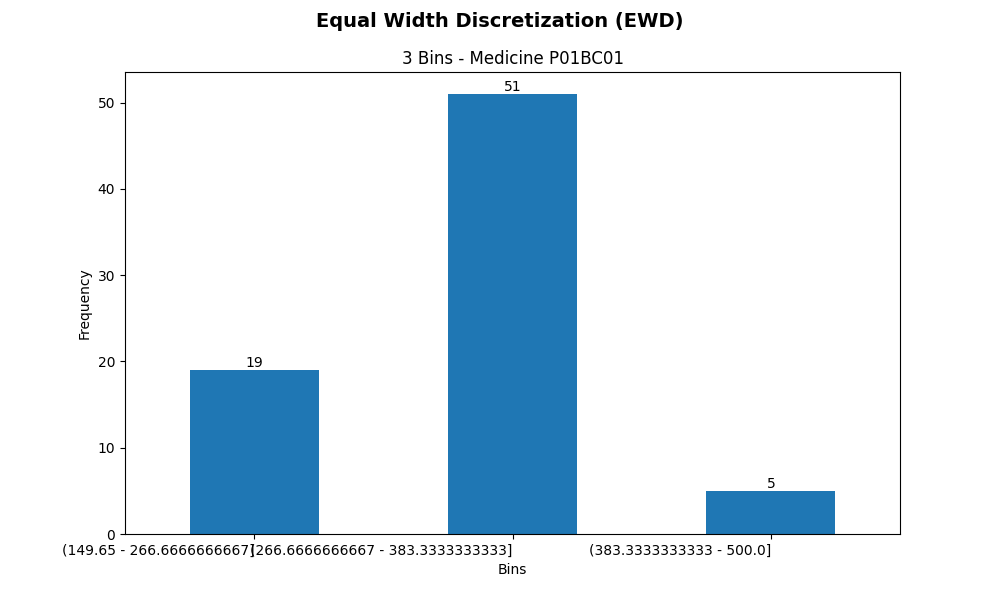 Equal Width Discretization (EWD)
3 Bins - Medicine P01BC01
50
40
30
20
10
0
Frequency
51
19
5
(149.65 - 266.6666666667]
(266.6666666667 - 383.3333333333]
(383.3333333333 - 500.0]
Bins